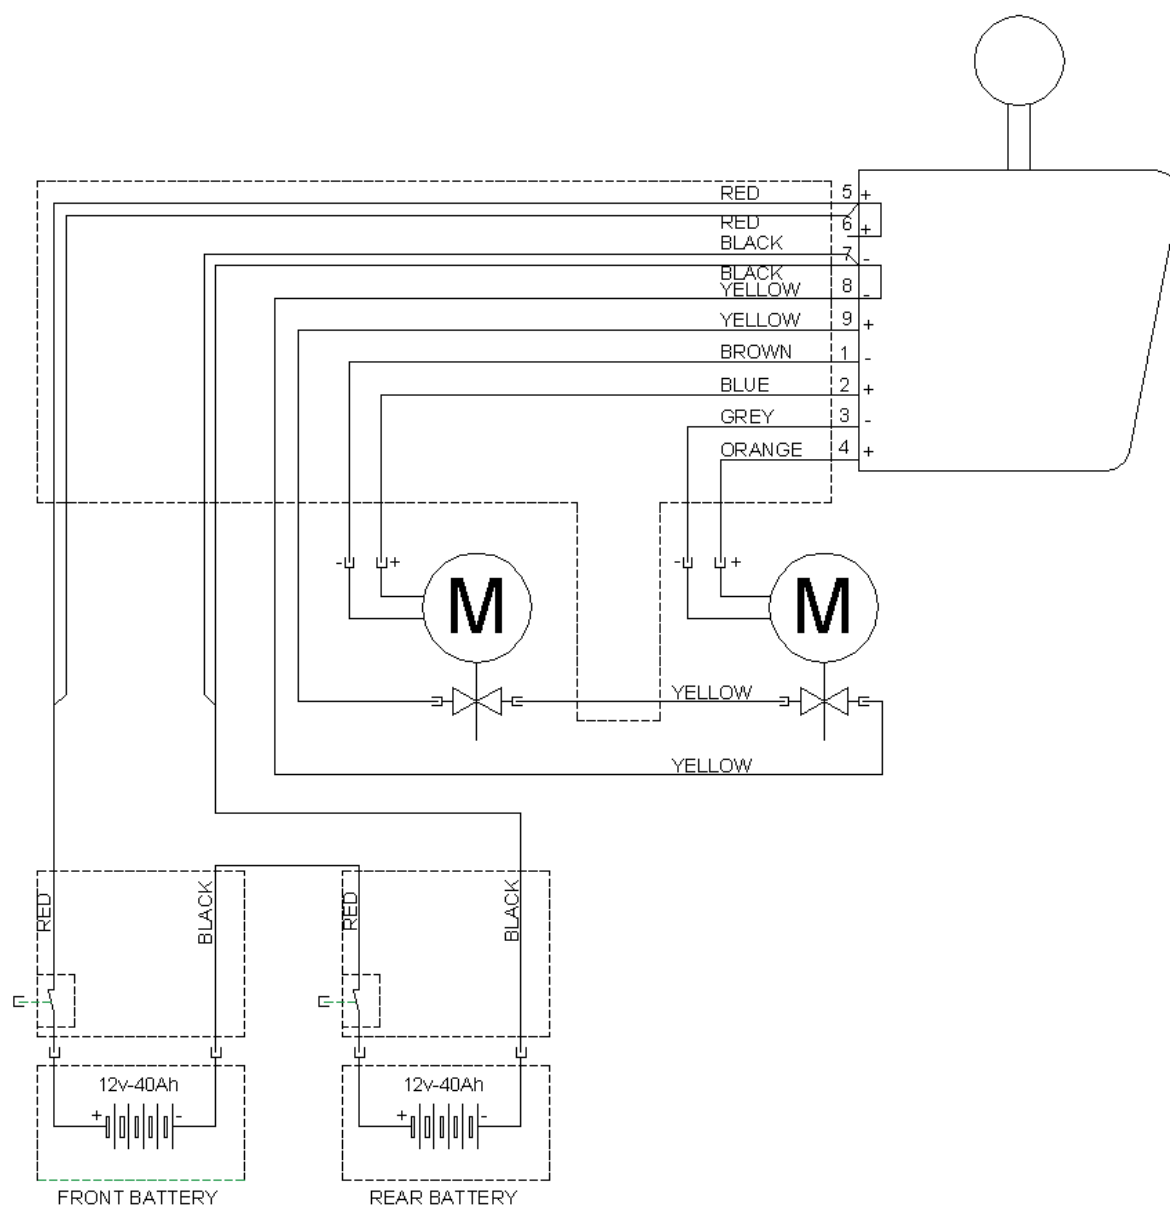 RED 5 +
RED 6 +
BLACK 7 -
BLACK
YELLOW 8 -
YELLOW 9 +
BROWN 1 -
BLUE 2 +
GREY 3 -
ORANGE 4 +
- + - +
M M
YELLOW
YELLOW
RED BLACK RED BLACK
12v-40Ah 12v-40Ah
+ - + -
FRONT BATTERY REAR BATTERY